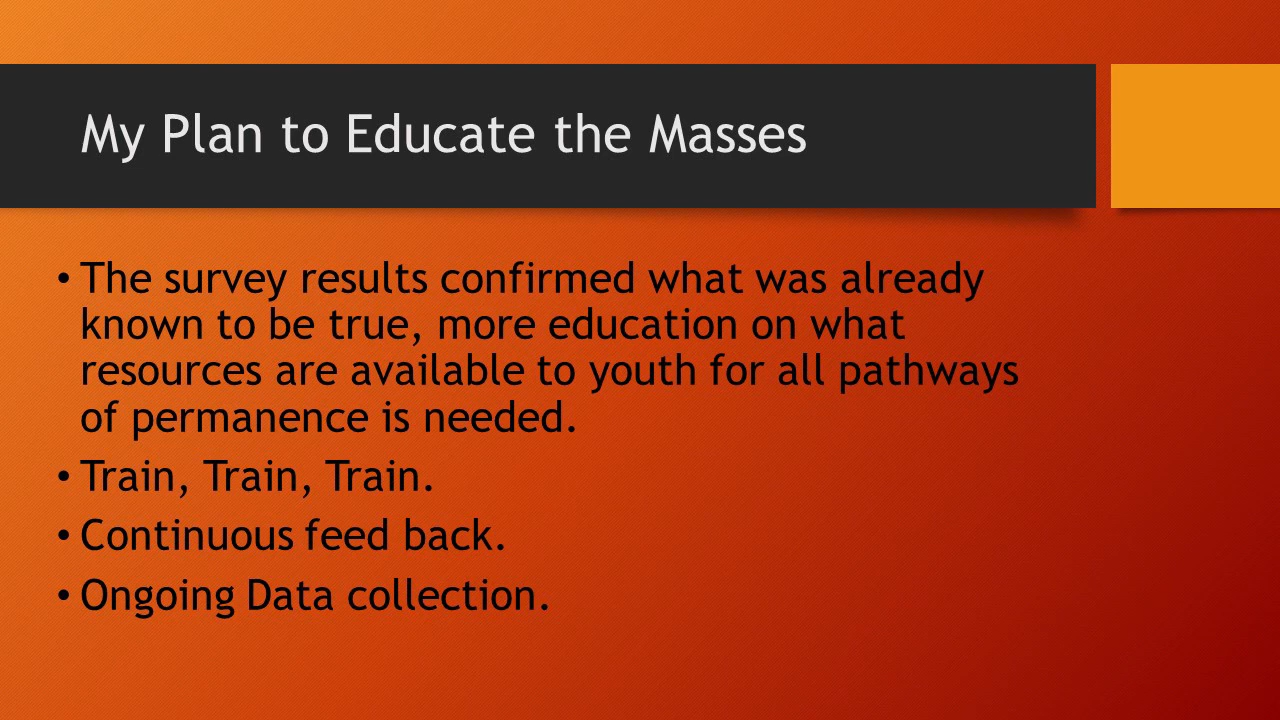 My Plan to Educate the Masses
• The survey results confirmed what was already
known to be true, more education on what
resources are available to youth for all pathways
of permanence is needed.
• Train, Train, Train.
• Continuous feed back.
• Ongoing Data collection.